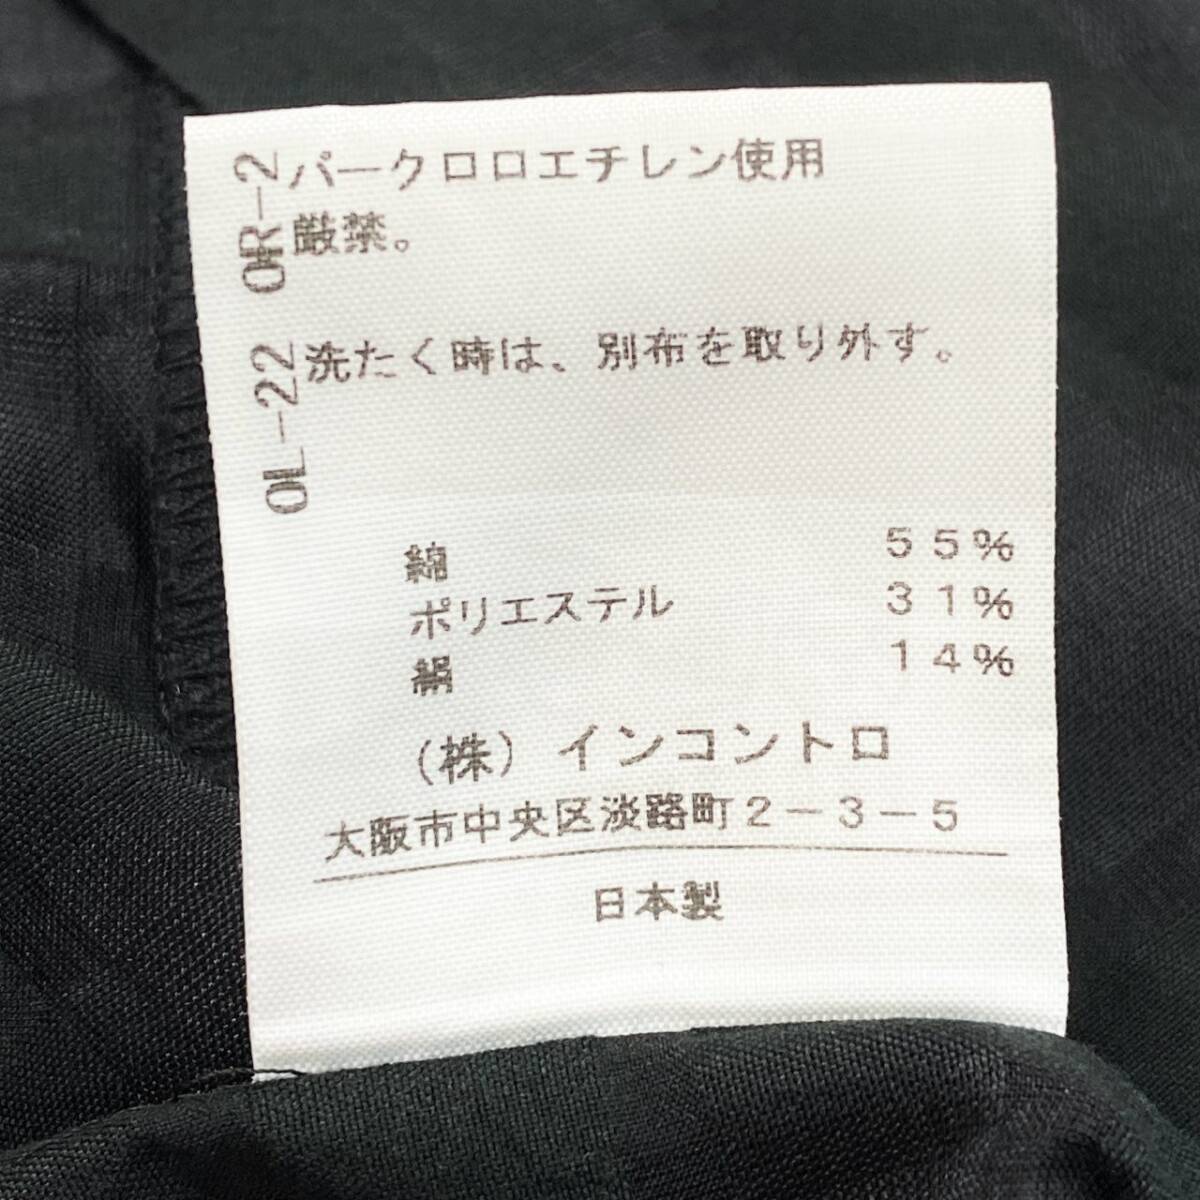 パークロロエチレン使用
厳禁。
洗たく時は、別布を取り外す。
OL-22 OR-2
綿 55%
ポリエステル 31%
絹 14%
(株)インコントロ
大阪市中央区淡路町2-3-5
日本製